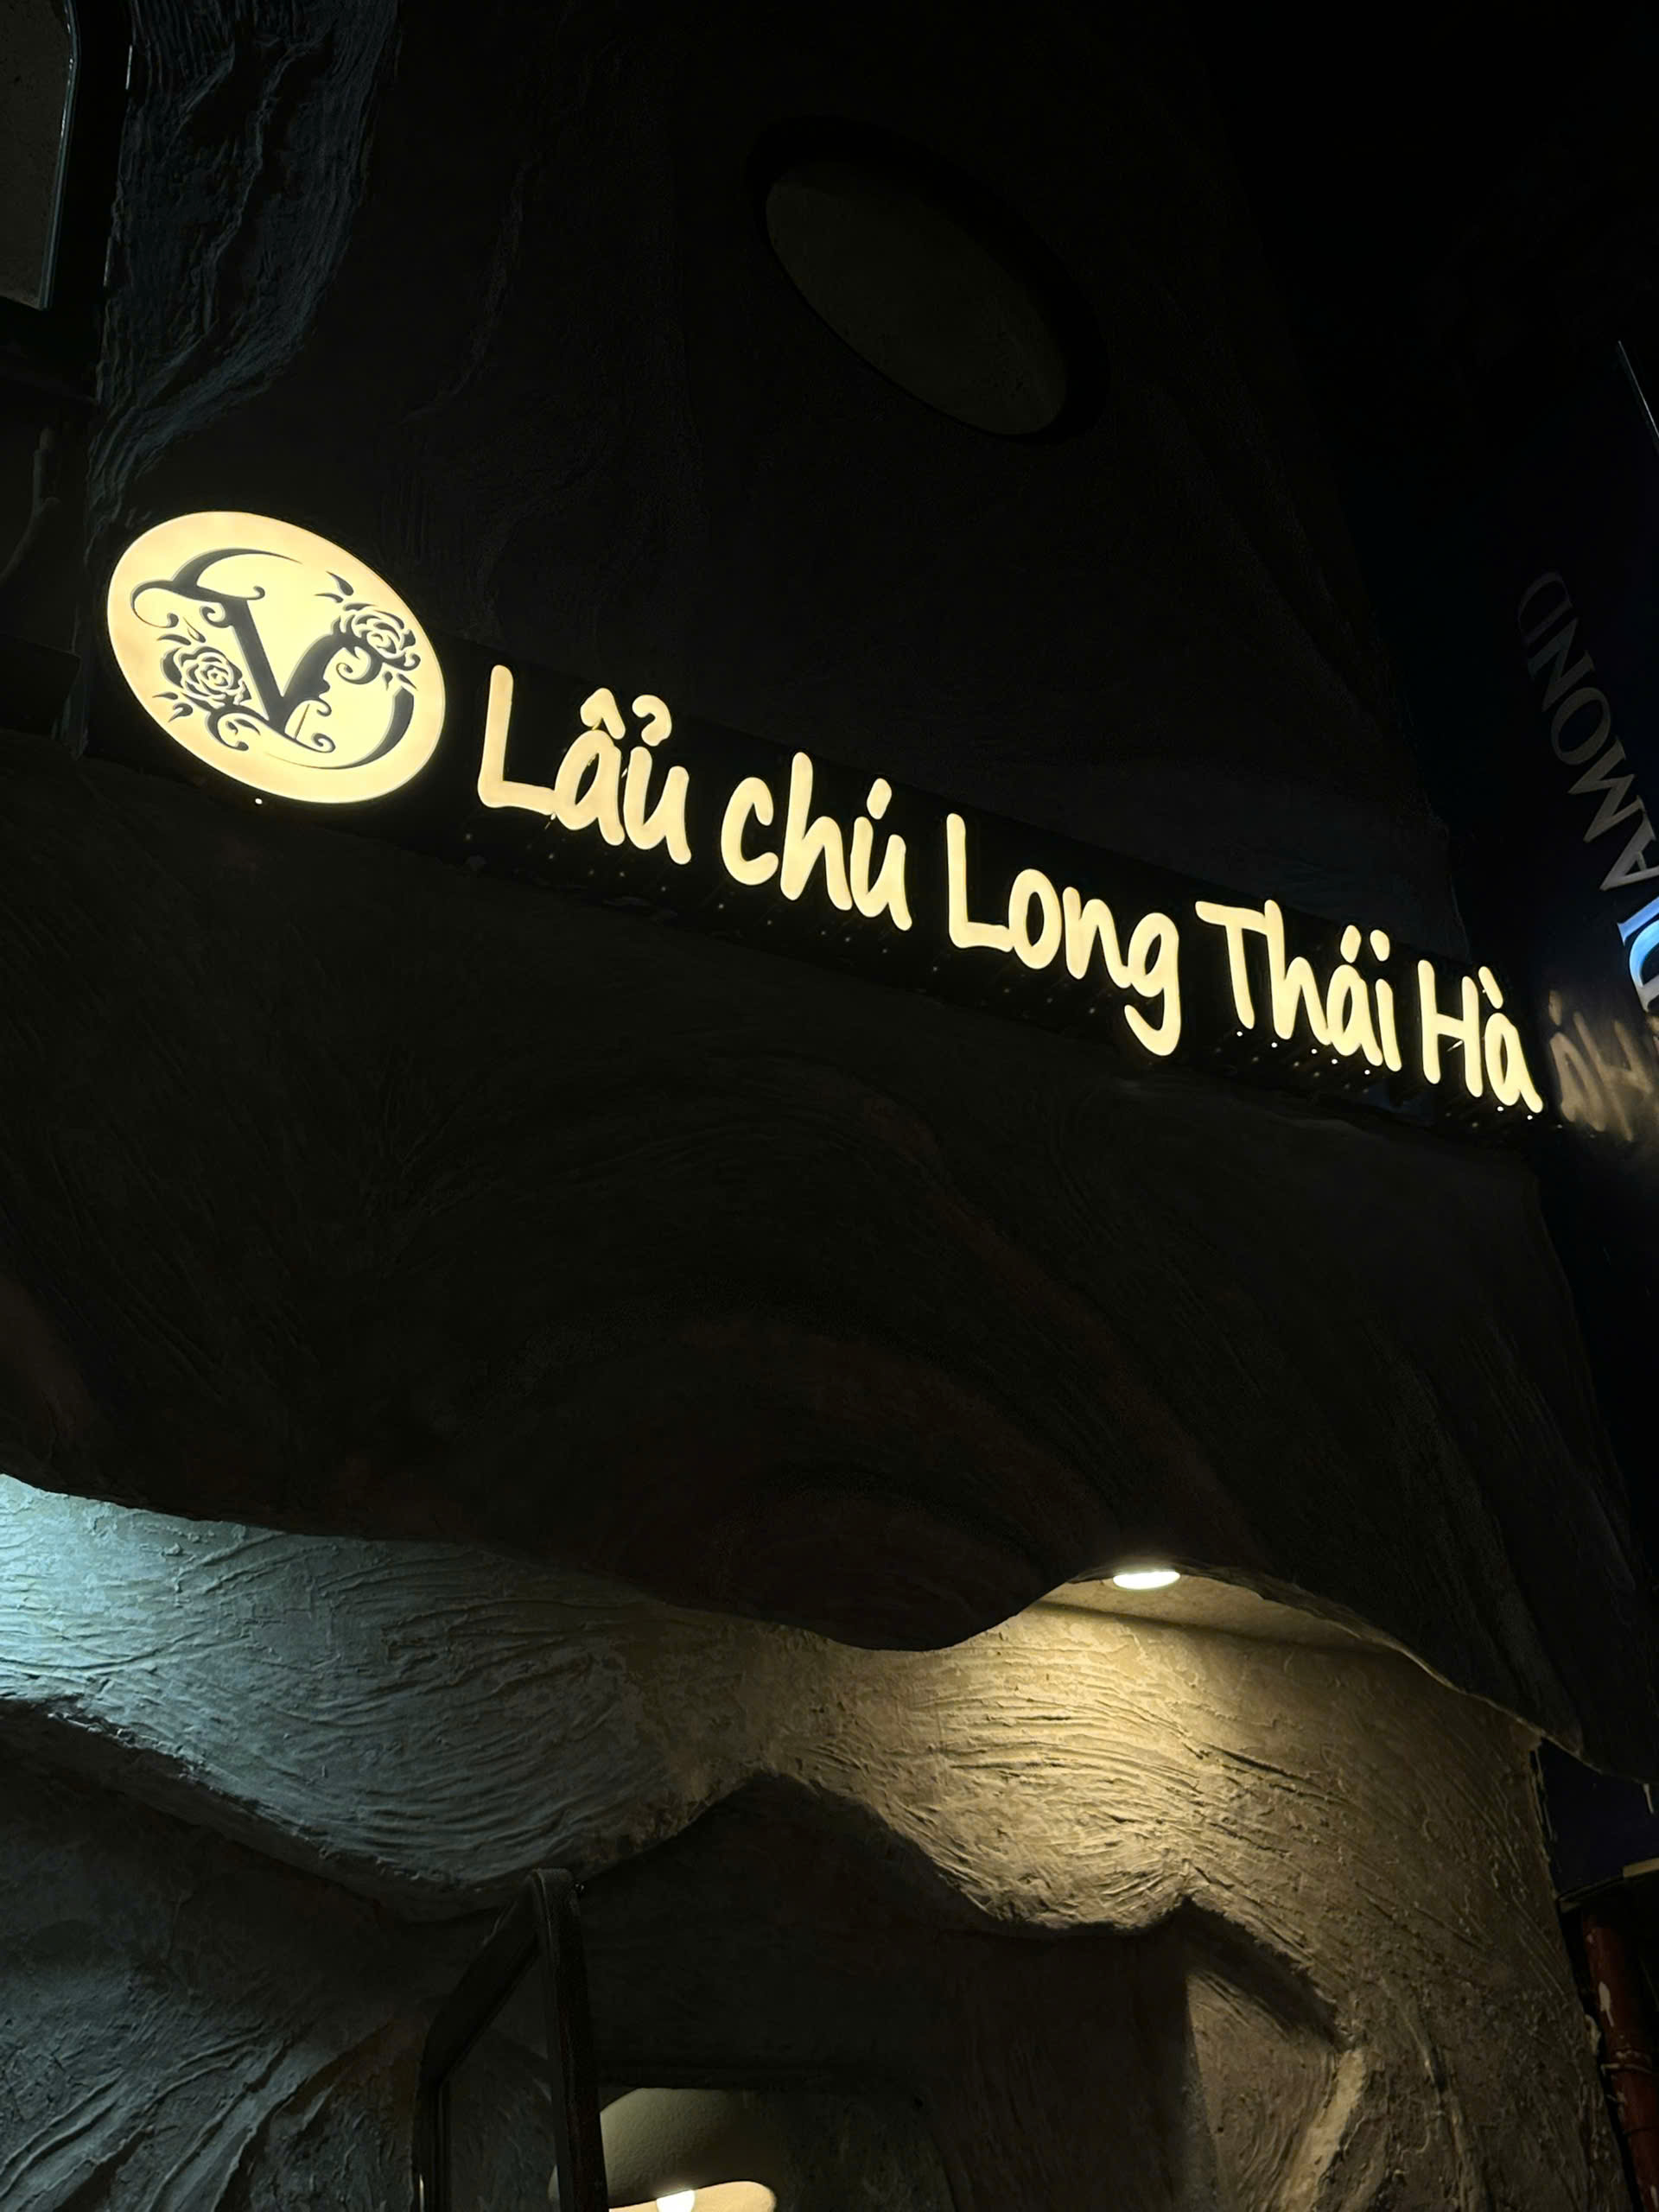 V
Lẩu chú Long Thái Hà